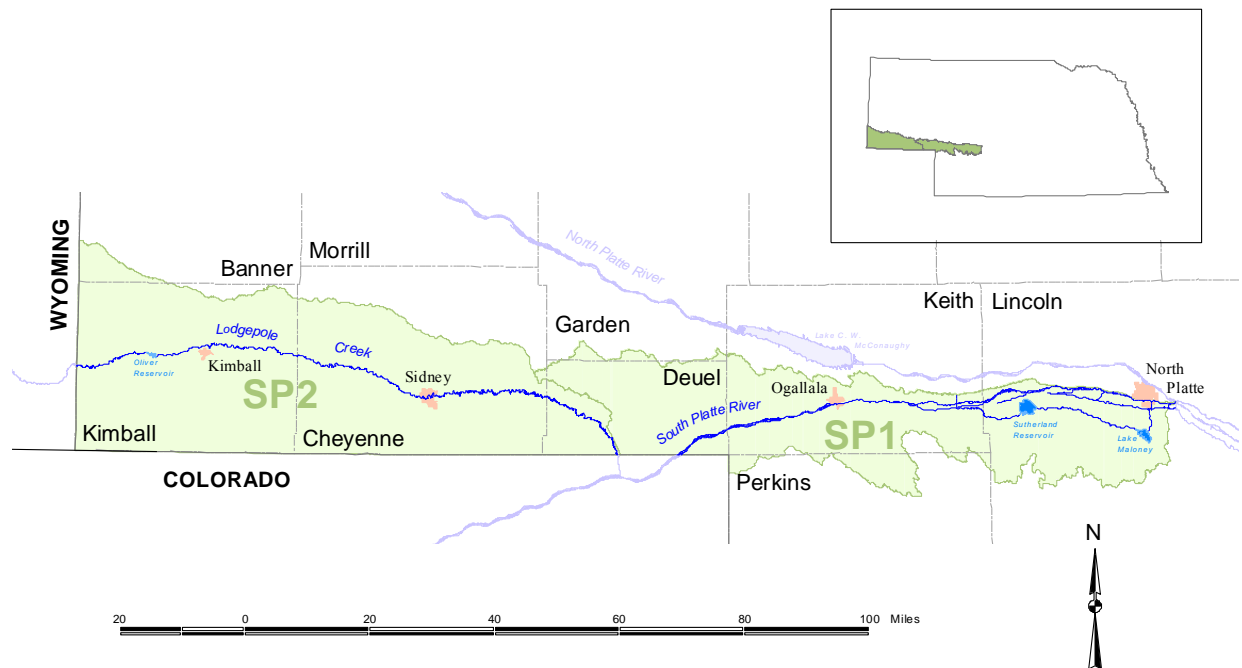 WYOMING
Morrill
Banner
North Platte River
Keith
Lincoln
Lake C. W.
McConaughy
Garden
Lodgepole
Creek
Oliver
Reservoir
Kimball
Sidney
Deuel
Ogallala
North
Platte
SP2
South Platte River
SP1
Sutherland
Reservoir
Lake
Maloney
Kimball
Cheyenne
COLORADO
Perkins
N
20 0 20 40 60 80 100 Miles